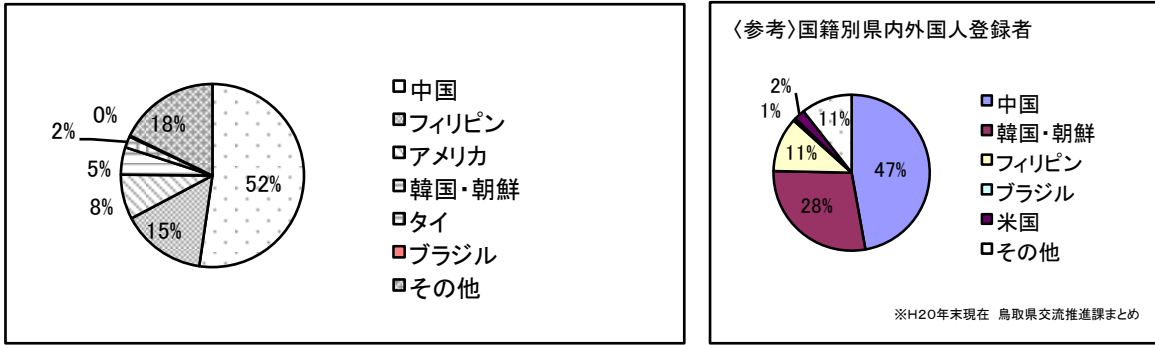 0%
18%
2%
5%
8%
15%
52%
中国
フィリピン
アメリカ
韓国・朝鮮
タイ
ブラジル
その他
〈参考〉国籍別県内外国人登録者
2%
1%
11%
11%
47%
28%
中国
韓国・朝鮮
フィリピン
ブラジル
米国
その他
※H20年末現在 鳥取県交流推進課まとめ